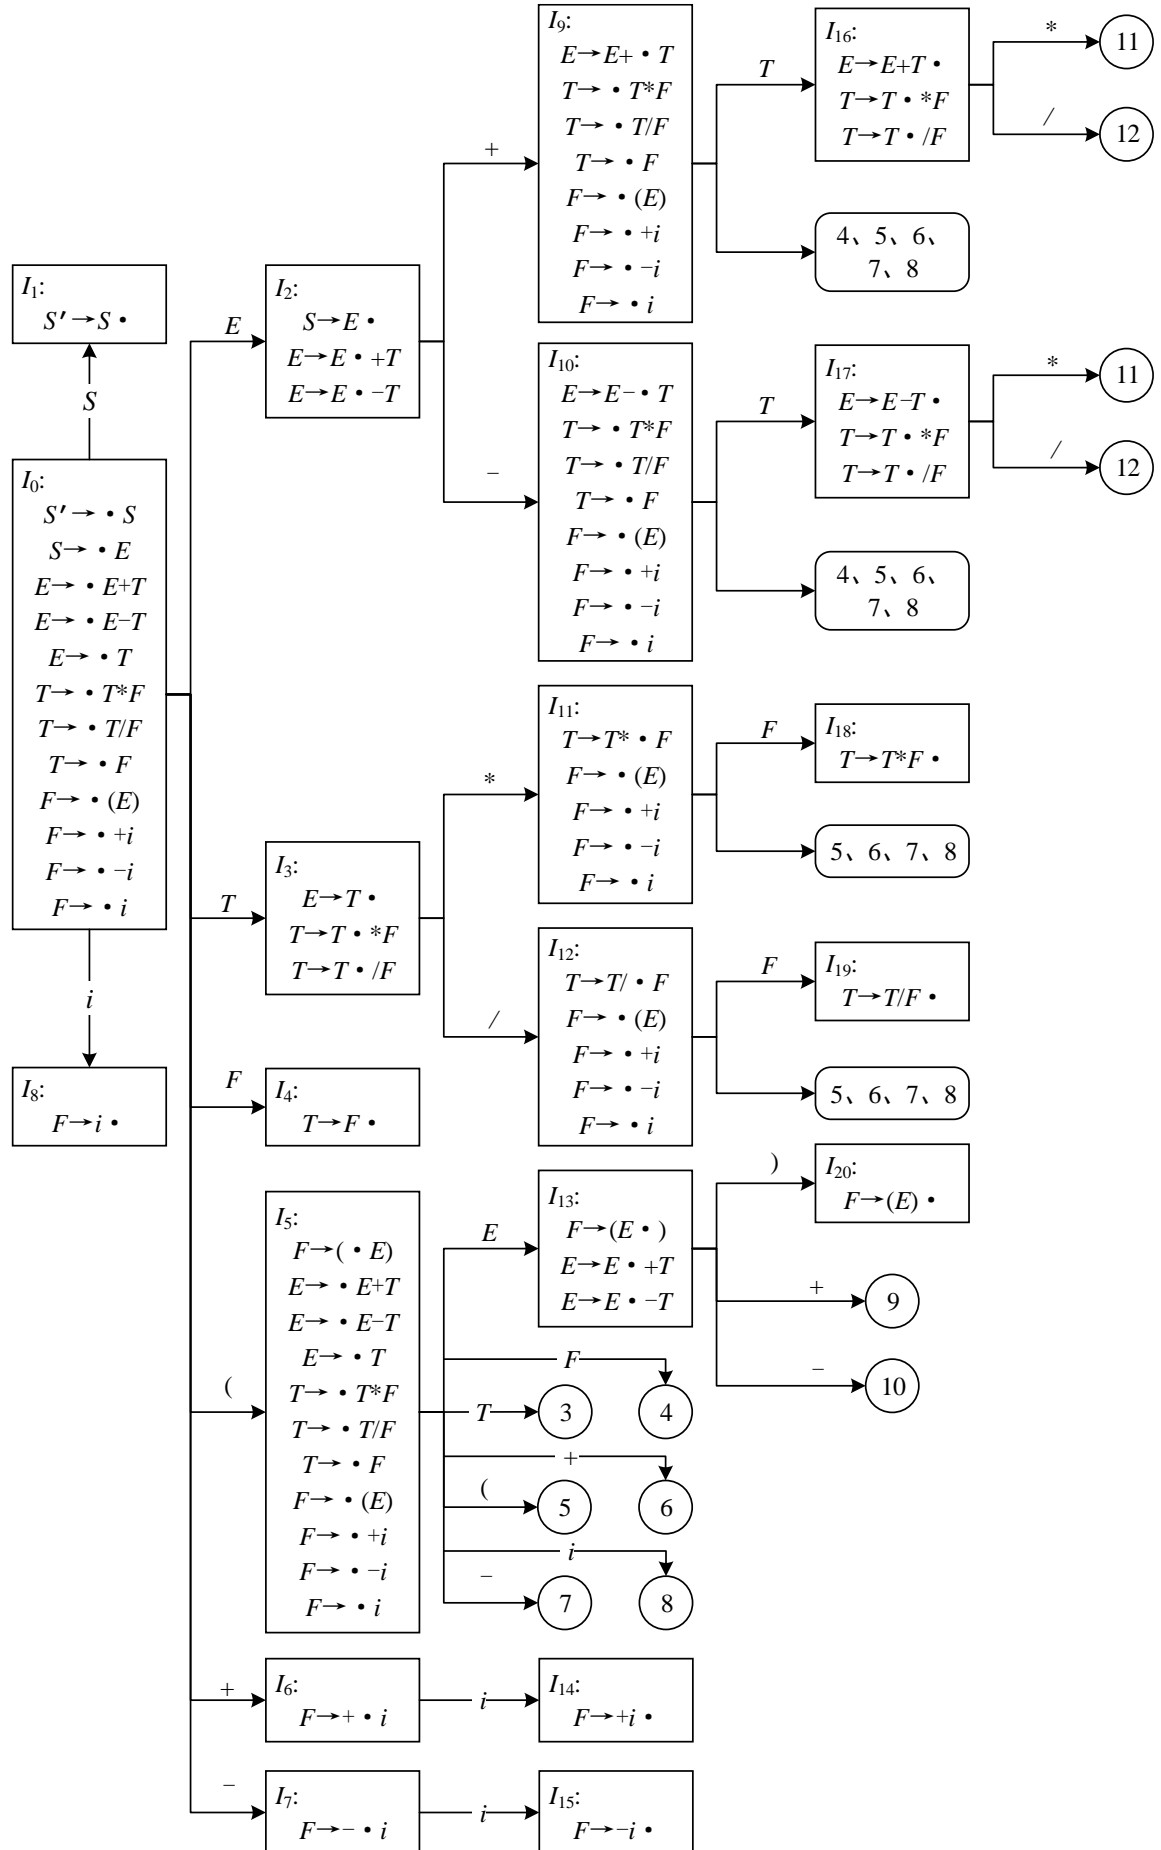 I₁:
S′→S •
S
I₀:
S′→ • S
S→ • E
E→ • E+T
E→ • E−T
E→ • T
T→ • T*F
T→ • T/F
T→ • F
F→ • (E)
F→ • +i
F→ • −i
F→ • i
i
I₈:
F→i •
E
I₂:
S→E •
E→E • +T
E→E • −T
T
I₃:
E→T •
T→T • *F
T→T • /F
F
I₄:
T→F •
(
I₅:
F→( • E)
E→ • E+T
E→ • E−T
E→ • T
T→ • T*F
T→ • T/F
T→ • F
F→ • (E)
F→ • +i
F→ • −i
F→ • i
+
I₆:
F→+ • i
−
I₇:
F→− • i
+
I₉:
E→E+ • T
T→ • T*F
T→ • T/F
T→ • F
F→ • (E)
F→ • +i
F→ • −i
F→ • i
−
I₁₀:
E→E− • T
T→ • T*F
T→ • T/F
T→ • F
F→ • (E)
F→ • +i
F→ • −i
F→ • i
*
I₁₁:
T→T* • F
F→ • (E)
F→ • +i
F→ • −i
F→ • i
/
I₁₂:
T→T/ • F
F→ • (E)
F→ • +i
F→ • −i
F→ • i
E
I₁₃:
F→(E • )
E→E • +T
E→E • −T
F
4
T
3
+
6
(
5
i
8
−
7
i
I₁₄:
F→+i •
i
I₁₅:
F→−i •
T
I₁₆:
E→E+T •
T→T • *F
T→T • /F
*
11
/
12
4、5、6、
7、8
T
I₁₇:
E→E−T •
T→T • *F
T→T • /F
*
11
/
12
4、5、6、
7、8
F
I₁₈:
T→T*F •
5、6、7、8
F
I₁₉:
T→T/F •
5、6、7、8
)
I₂₀:
F→(E) •
+
9
−
10